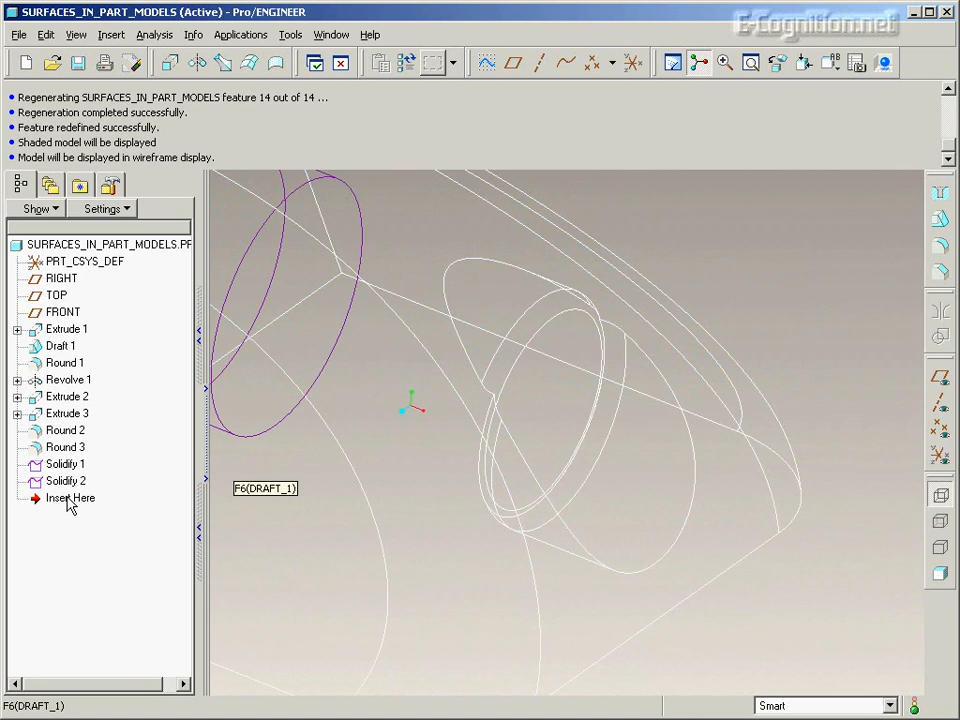 SURFACES_IN_PART_MODELS (Active) - Pro/ENGINEER
E-Cognition.net
File Edit View Insert Analysis Info Applications Tools Window Help
Regenerating SURFACES_IN_PART_MODELS feature 14 out of 14 ...
Regeneration completed successfully.
Feature redefined successfully.
Shaded model will be displayed
Model will be displayed in wireframe display.
Show Settings
SURFACES_IN_PART_MODELS.PF
PRT_CSYS_DEF
RIGHT
TOP
FRONT
Extrude 1
Draft 1
Round 1
Revolve 1
Extrude 2
Extrude 3
Round 2
Round 3
Solidify 1
Solidify 2
Insert Here
F6(DRAFT_1)
F6(DRAFT_1)
Smart